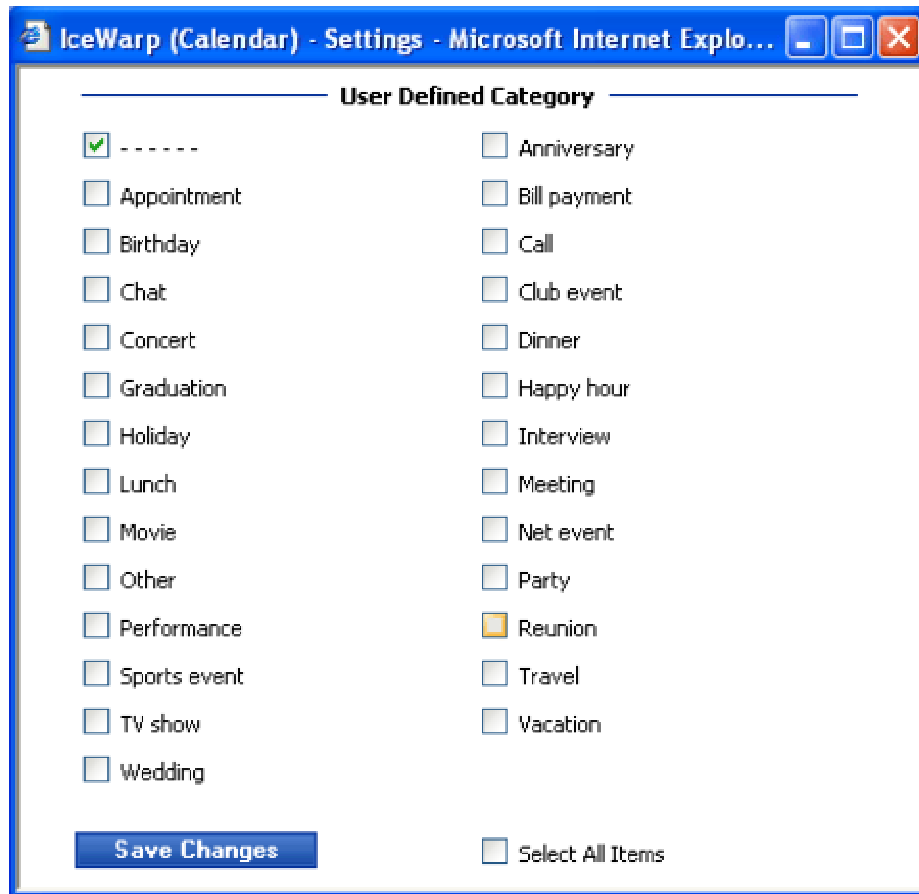 IceWarp (Calendar) - Settings - Microsoft Internet Explo...
User Defined Category
- - - - - - Anniversary
Appointment Bill payment
Birthday Call
Chat Club event
Concert Dinner
Graduation Happy hour
Holiday Interview
Lunch Meeting
Movie Net event
Other Party
Performance Reunion
Sports event Travel
TV show Vacation
Wedding
Save Changes Select All Items